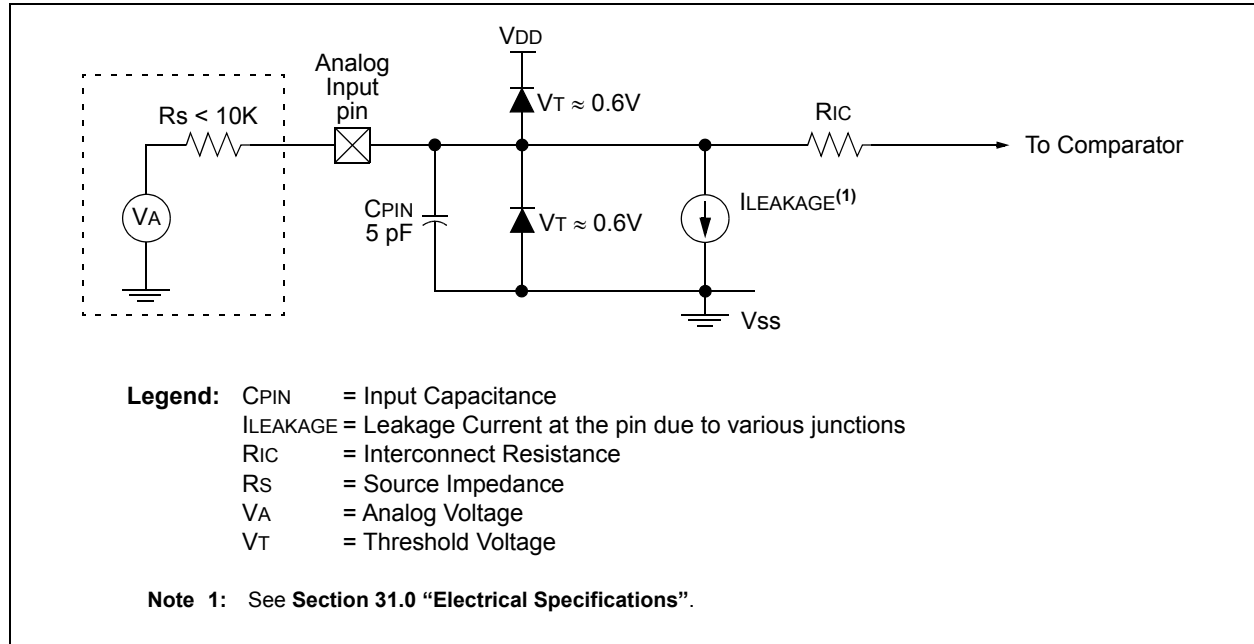 VDD
Analog
Input
pin
Rs < 10K
VT ≈ 0.6V
RIC
To Comparator
VA
CPIN
5 pF
VT ≈ 0.6V
ILEAKAGE(1)
Vss
Legend: CPIN = Input Capacitance
ILEAKAGE = Leakage Current at the pin due to various junctions
RIC = Interconnect Resistance
RS = Source Impedance
VA = Analog Voltage
VT = Threshold Voltage
Note 1: See Section 31.0 “Electrical Specifications”.